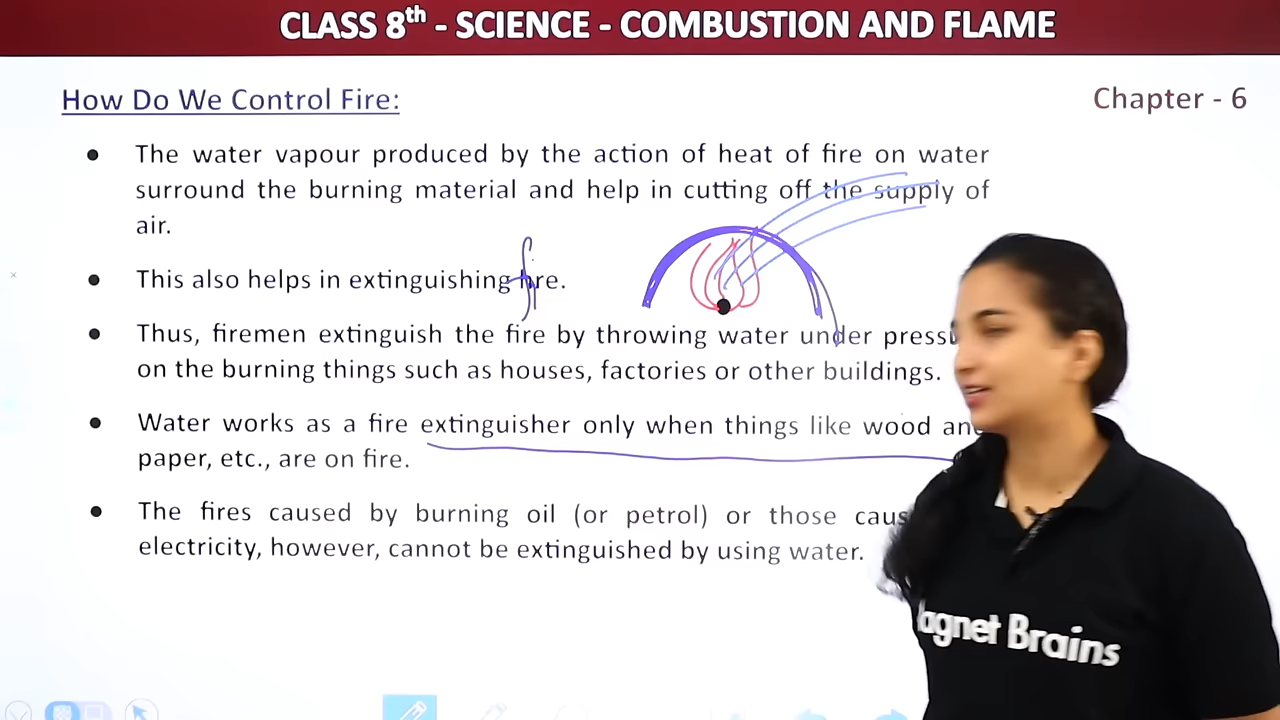 CLASS 8th - SCIENCE - COMBUSTION AND FLAME
How Do We Control Fire:
Chapter - 6
● The water vapour produced by the action of heat of fire on water
surround the burning material and help in cutting off the supply of
air.
● This also helps in extinguishing fire.
● Thus, firemen extinguish the fire by throwing water under
on the burning things such as houses, factories or other buildings.
● Water works as a fire extinguisher only when things like wood
paper, etc., are on fire.
● The fires caused by burning oil (or petrol) or those
electricity, however, cannot be extinguished by using water.
Magnet Brains